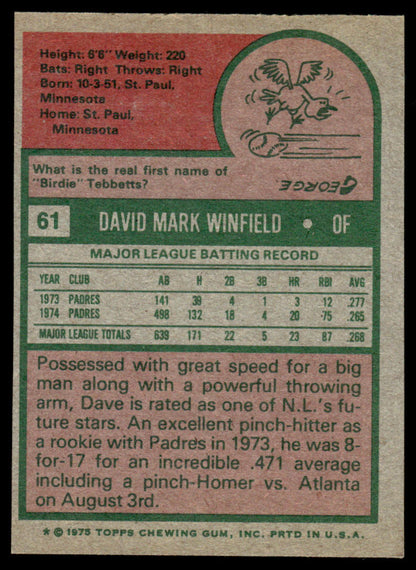 Height: 6'6" Weight: 220
Bats: Right Throws: Right
Born: 10-3-51, St. Paul,
Minnesota
Home: St. Paul,
Minnesota
What is the real first name of
"Birdie" Tebbetts?
GEORGE
61 DAVID MARK WINFIELD • OF
MAJOR LEAGUE BATTING RECORD
YEAR CLUB AB H 2B 3B HR RBI AVG
1973 PADRES 141 39 4 1 3 12 .277
1974 PADRES 498 132 18 4 20 75 .265
MAJOR LEAGUE TOTALS 639 171 22 5 23 87 .268
Possessed with great speed for a big
man along with a powerful throwing
arm, Dave is rated as one of N.L.'s fu-
ture stars. An excellent pinch-hitter as
a rookie with Padres in 1973, he was 8-
for-17 for an incredible .471 average
including a pinch-Homer vs. Atlanta
on August 3rd.
* © 1975 TOPPS CHEWING GUM, INC. PRTD IN U.S.A.